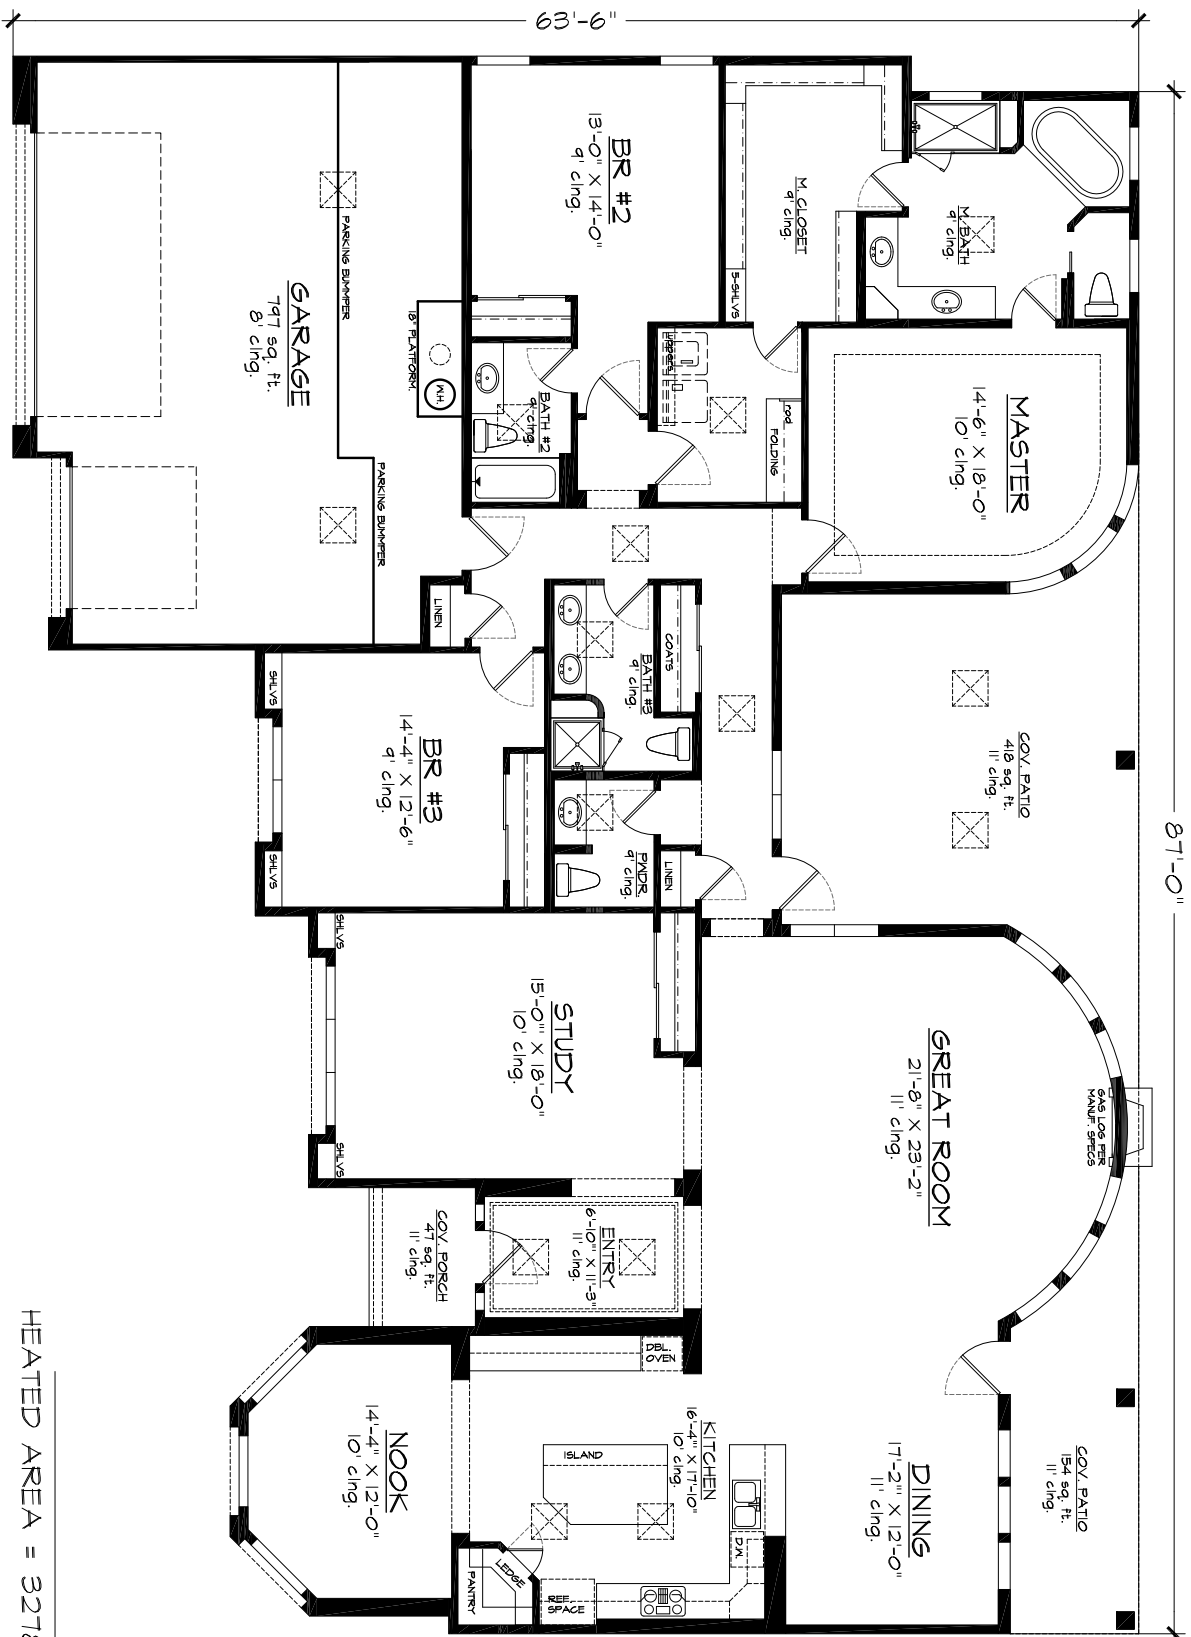 63'-6"
87'-0"
M. BATH
9' clng.
M. CLOSET
9' clng.
5-SHLVS
BR #2
13'-0" X 14'-0"
9' clng.
GARAGE
797 sq. ft.
8' clng.
PARKING BUMMPER
PARKING BUMMPER
18" PLATFORM.
W.H.
BATH #2
9' clng.
uppers
rod
FOLDING
MASTER
14'-6" X 18'-0"
10' clng.
COV. PATIO
418 sq. ft.
11' clng.
LINEN
COATS
BATH #3
9' clng.
BR #3
14'-4" X 12'-6"
9' clng.
SHLVS
SHLVS
PWDR.
9' clng.
LINEN
STUDY
15'-0" X 18'-0"
10' clng.
SHLVS
SHLVS
GREAT ROOM
21'-8" X 23'-2"
11' clng.
GAS LOG PER
MANUF. SPECS
ENTRY
6'-10" X 11'-3"
11' clng.
COV. PORCH
47 sq. ft.
11' clng.
DBL.
OVEN
KITCHEN
16'-4" X 17'-10"
10' clng.
ISLAND
D.W.
REF.
SPACE
LEDGE
PANTRY
NOOK
14'-4" X 12'-0"
10' clng.
DINING
17'-2" X 12'-0"
11' clng.
COV. PATIO
154 sq. ft.
11' clng.
HEATED AREA = 3278